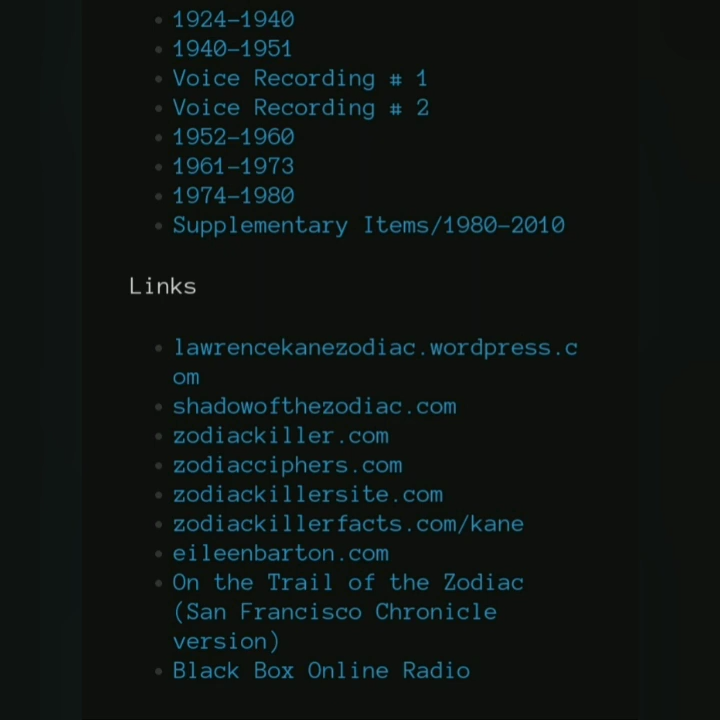 1924-1940
1940-1951
Voice Recording # 1
Voice Recording # 2
1952-1960
1961-1973
1974-1980
Supplementary Items/1980-2010
Links
lawrencekanezodiac.wordpress.c
om
shadowofthezodiac.com
zodiackiller.com
zodiacciphers.com
zodiackillersite.com
zodiackillerfacts.com/kane
eileenbarton.com
On the Trail of the Zodiac
(San Francisco Chronicle
version)
Black Box Online Radio